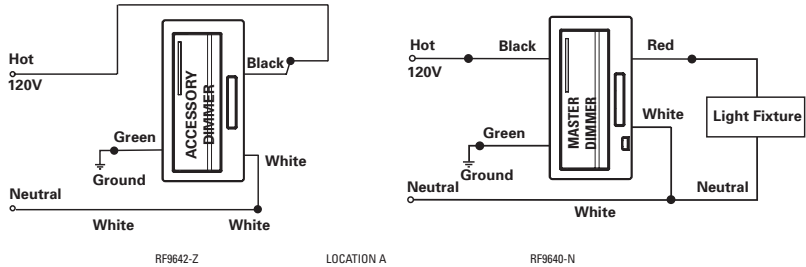 Hot
120V
Black
ACCESSORY
DIMMER
Green
Ground
White
Neutral
White
White
Hot
120V
Black
Red
MASTER
DIMMER
White
Light Fixture
Green
Ground
Neutral
Neutral
White
RF9642-Z
LOCATION A
RF9640-N